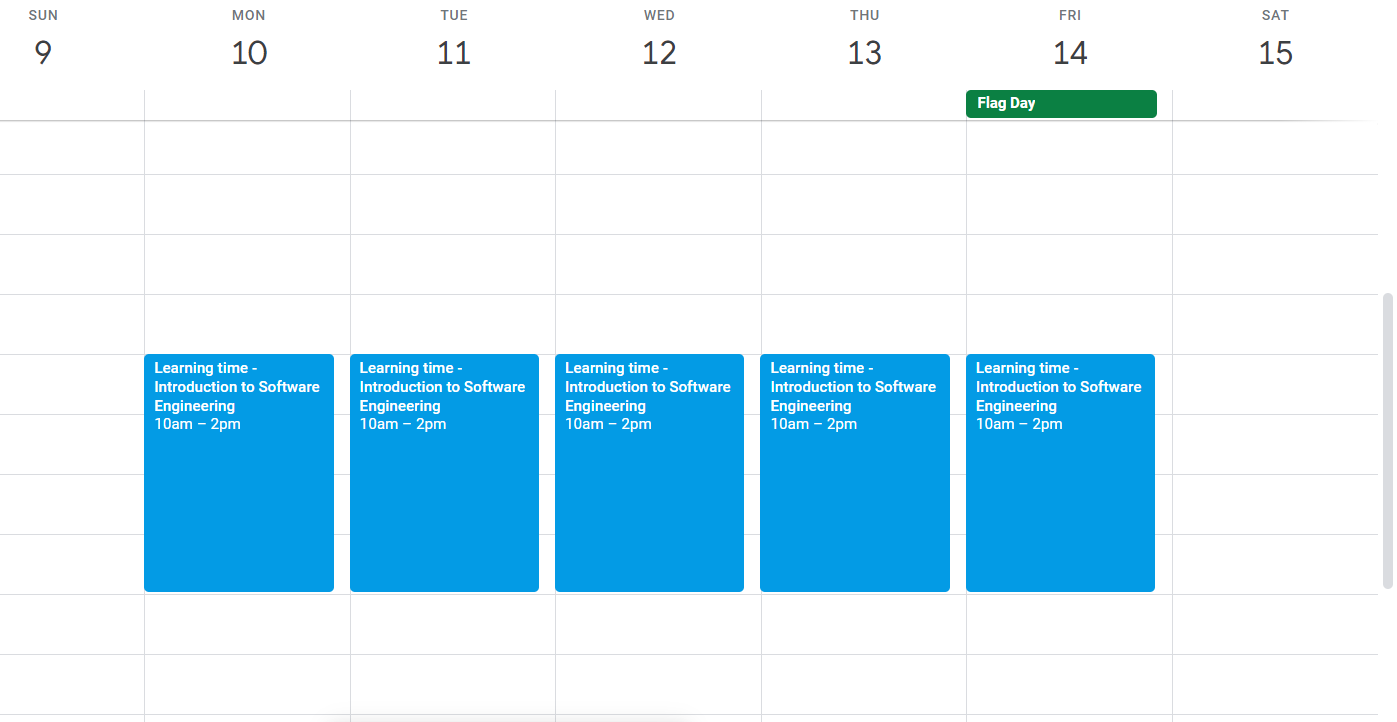 SUN MON TUE WED THU FRI SAT
9 10 11 12 13 14 15
Flag Day
Learning time -
Introduction to Software
Engineering
10am – 2pm
Learning time -
Introduction to Software
Engineering
10am – 2pm
Learning time -
Introduction to Software
Engineering
10am – 2pm
Learning time -
Introduction to Software
Engineering
10am – 2pm
Learning time -
Introduction to Software
Engineering
10am – 2pm